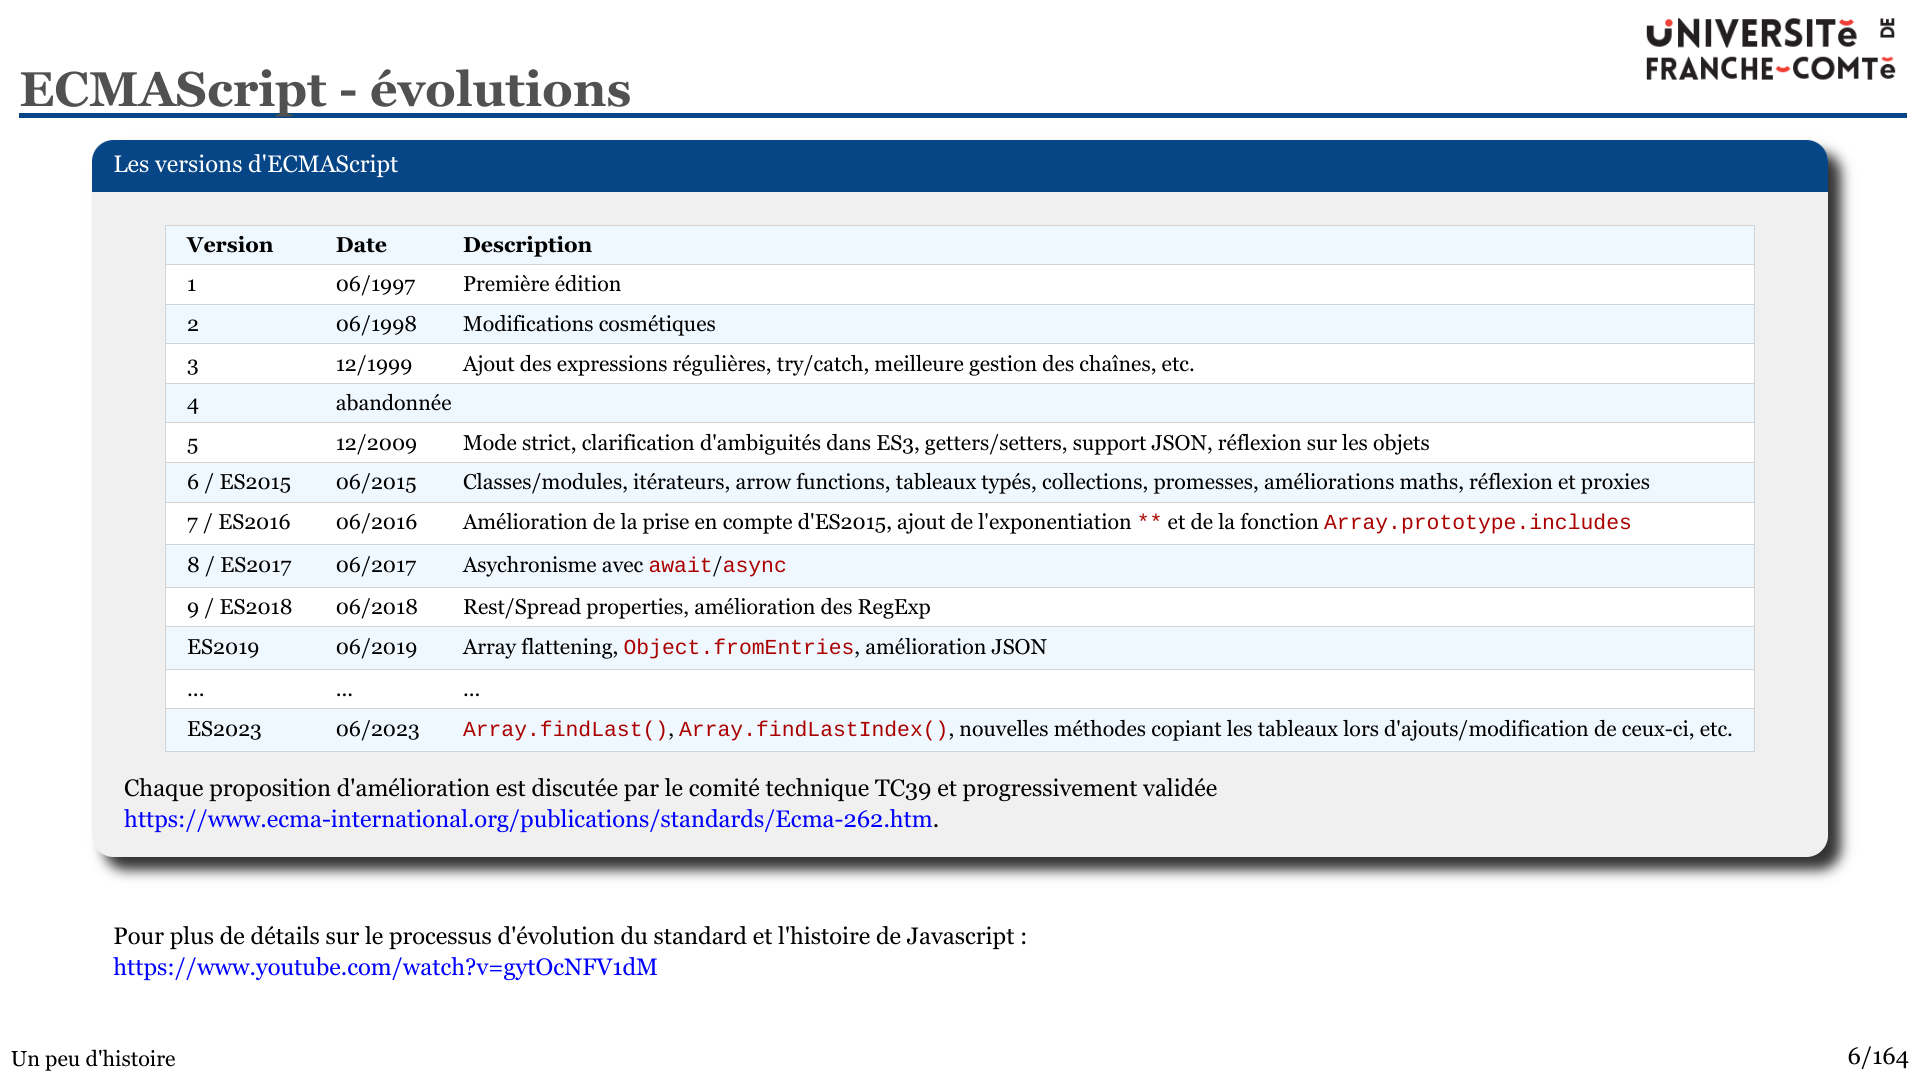 UNIVERSITé DE
FRANCHE-COMTé
ECMAScript - évolutions
Les versions d'ECMAScript
Version Date Description
1 06/1997 Première édition
2 06/1998 Modifications cosmétiques
3 12/1999 Ajout des expressions régulières, try/catch, meilleure gestion des chaînes, etc.
4 abandonnée
5 12/2009 Mode strict, clarification d'ambiguités dans ES3, getters/setters, support JSON, réflexion sur les objets
6 / ES2015 06/2015 Classes/modules, itérateurs, arrow functions, tableaux typés, collections, promesses, améliorations maths, réflexion et proxies
7 / ES2016 06/2016 Amélioration de la prise en compte d'ES2015, ajout de l'exponentiation ** et de la fonction Array.prototype.includes
8 / ES2017 06/2017 Asychronisme avec await/async
9 / ES2018 06/2018 Rest/Spread properties, amélioration des RegExp
ES2019 06/2019 Array flattening, Object.fromEntries, amélioration JSON
... ... ...
ES2023 06/2023 Array.findLast(), Array.findLastIndex(), nouvelles méthodes copiant les tableaux lors d'ajouts/modification de ceux-ci, etc.
Chaque proposition d'amélioration est discutée par le comité technique TC39 et progressivement validée
https://www.ecma-international.org/publications/standards/Ecma-262.htm.
Pour plus de détails sur le processus d'évolution du standard et l'histoire de Javascript :
https://www.youtube.com/watch?v=gytOcNFV1dM
Un peu d'histoire
6/164